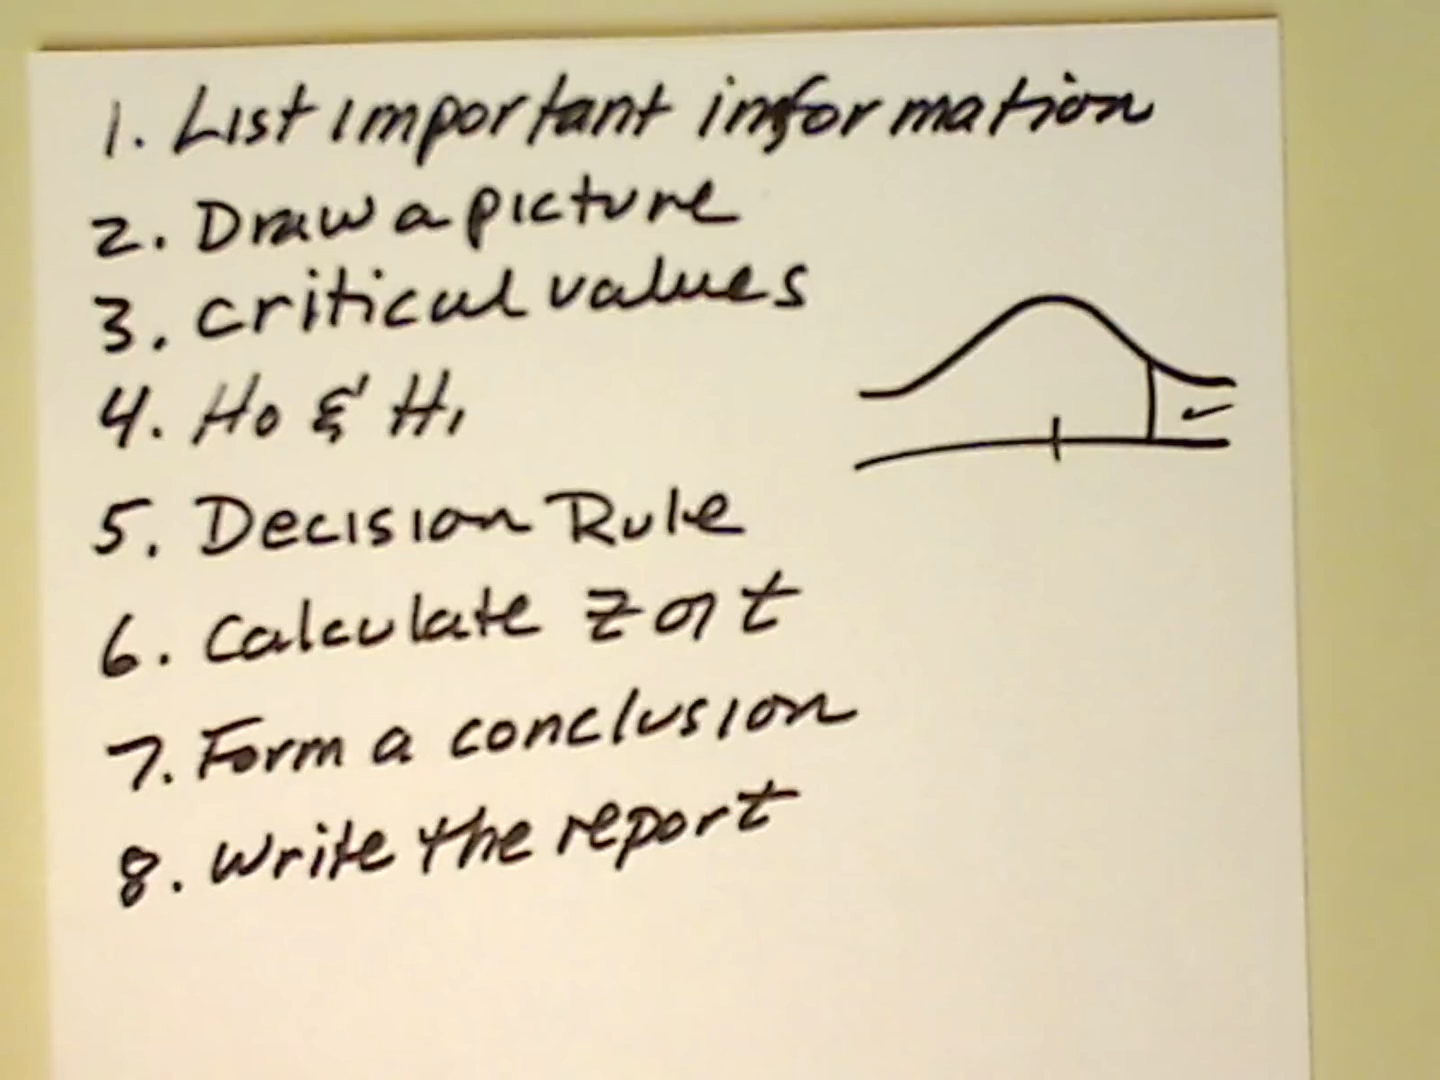 1. List important information
2. Draw a picture
3. Critical values
4. Ho & H1
5. Decision Rule
6. Calculate z or t
7. Form a conclusion
8. Write the report